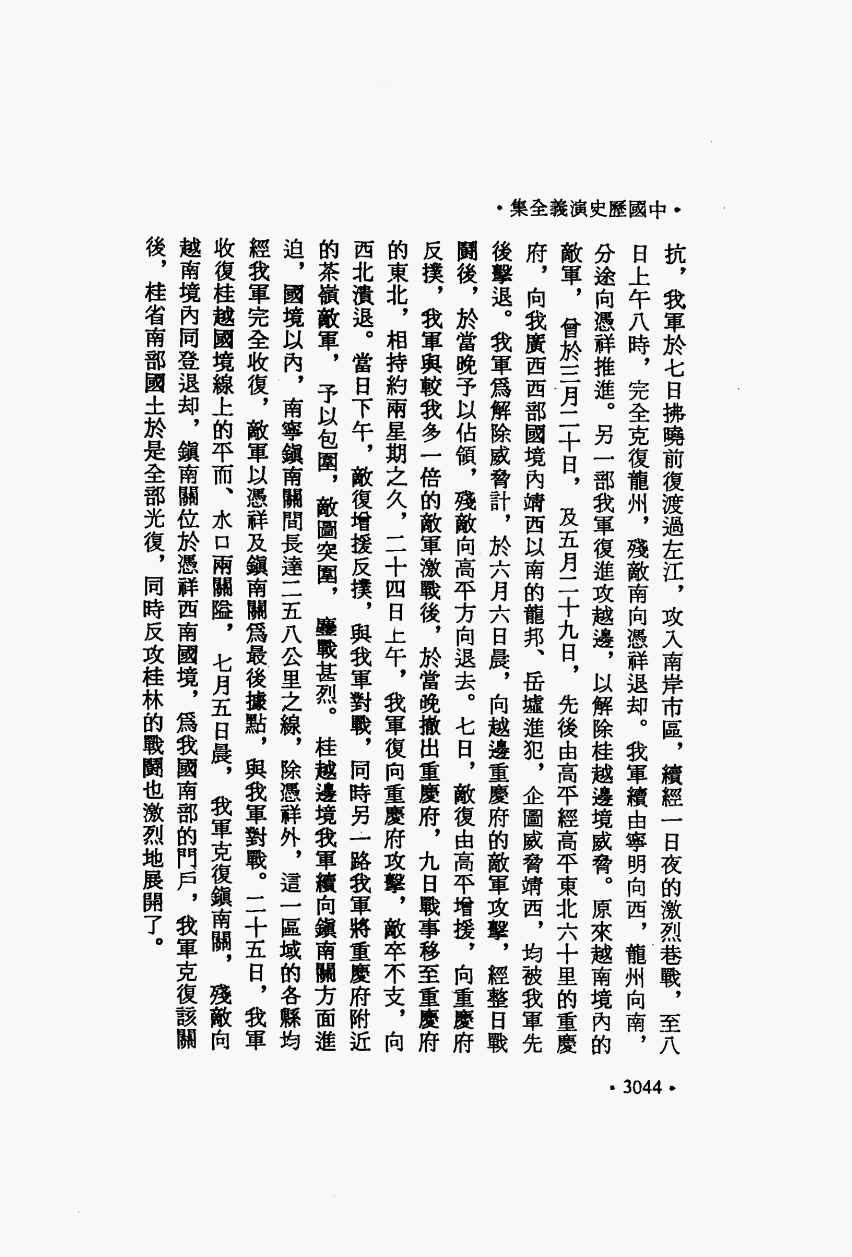 •中國歷史演義全集•
抗，我軍於七日拂曉前復渡過左江，攻入南岸市區，續經一日夜的激烈巷戰，至八
日上午八時，完全克復龍州，殘敵南向憑祥退却。我軍續由寧明向西，龍州向南，
分途向憑祥推進。另一部我軍復進攻越邊，以解除桂越邊境威脅。原來越南境內的
敵軍，曾於三月二十日，及五月二十九日，先後由高平經高平東北六十里的重慶
府，向我廣西西部國境內靖西以南的龍邦、岳墟進犯，企圖威脅靖西，均被我軍先
後擊退。我軍爲解除威脅計，於六月六日晨，向越邊重慶府的敵軍攻擊，經整日戰
鬪後，於當晚予以佔領，殘敵向高平方向退去。七日，敵復由高平增援，向重慶府
反撲，我軍與較我多一倍的敵軍激戰後，於當晚撤出重慶府，九日戰事移至重慶府
的東北，相持約兩星期之久，二十四日上午，我軍復向重慶府攻擊，敵卒不支，向
西北潰退。當日下午，敵復增援反撲，與我軍對戰，同時另一路我軍將重慶府附近
的茶嶺敵軍，予以包圍，敵圖突圍，鏖戰甚烈。桂越邊境我軍續向鎭南關方面進
迫，國境以內，南寧鎭南關間長達二五八公里之線，除憑祥外，這一區域的各縣均
經我軍完全收復，敵軍以憑祥及鎭南關爲最後據點，與我軍對戰。二十五日，我軍
收復桂越國境線上的平而、水口兩關隘，七月五日晨，我軍克復鎭南關，殘敵向
越南境內同登退却，鎭南關位於憑祥西南國境，爲我國南部的門戶，我軍克復該關
後，桂省南部國土於是全部光復，同時反攻桂林的戰鬪也激烈地展開了。
•3044•